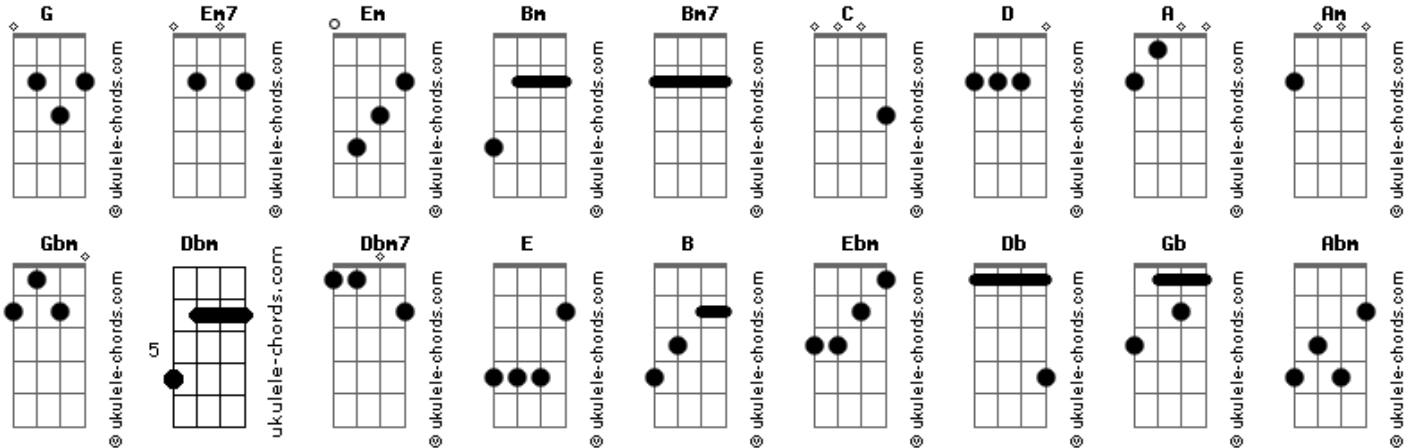 G Em7 Em Bm Bm7 C D A Am
© ukulele-chords.com © ukulele-chords.com © ukulele-chords.com © ukulele-chords.com © ukulele-chords.com © ukulele-chords.com © ukulele-chords.com © ukulele-chords.com © ukulele-chords.com
Gbm Dbm Dbm7 E B Ebm Db Gb Abm
5
© ukulele-chords.com ukulele-chords.com © ukulele-chords.com © ukulele-chords.com © ukulele-chords.com © ukulele-chords.com © ukulele-chords.com © ukulele-chords.com © ukulele-chords.com